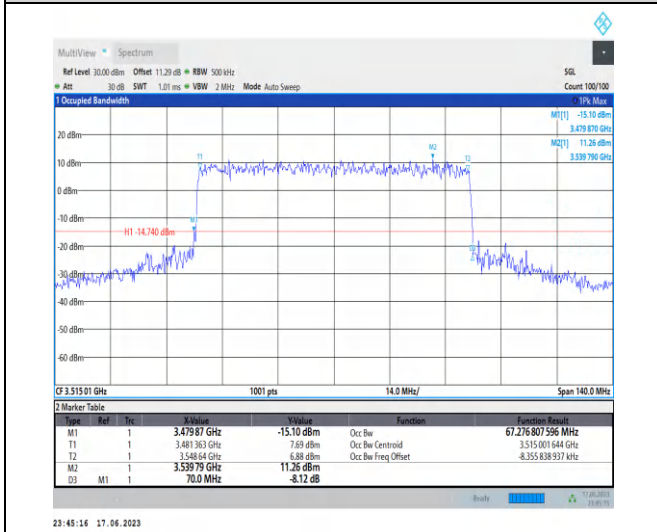 MultiView Spectrum
Ref Level 30.00 dBm Offset 11.29 dB RBW 500 kHz SGL
Att 30 dB SWT 1.01 ms VBW 2 MHz Mode Auto Sweep Count 100/100
1 Occupied Bandwidth 1Pk Max
M1[1] -15.10 dBm
3.479 870 GHz
M2[1] 11.26 dBm
3.539 790 GHz
20 dBm
10 dBm
0 dBm
-10 dBm
-20 dBm
-30 dBm
-40 dBm
-50 dBm
-60 dBm
T1
M2
T2
M1
H1 -14.740 dBm
D3
CF 3.515 01 GHz 1001 pts 14.0 MHz/ Span 140.0 MHz
2 Marker Table
Type Ref Trc X-Value Y-Value Function Function Result
M1 1 3.479 87 GHz -15.10 dBm Occ Bw 67.276 807 596 MHz
T1 1 3.481 363 GHz 7.69 dBm Occ Bw Centroid 3.515 001 644 GHz
T2 1 3.548 64 GHz 6.88 dBm Occ Bw Freq Offset -8.355 838 937 kHz
M2 1 3.539 79 GHz 11.26 dBm
D3 M1 1 70.0 MHz -8.12 dB
Ready 17.06.2023
23:45:15
23:45:16 17.06.2023